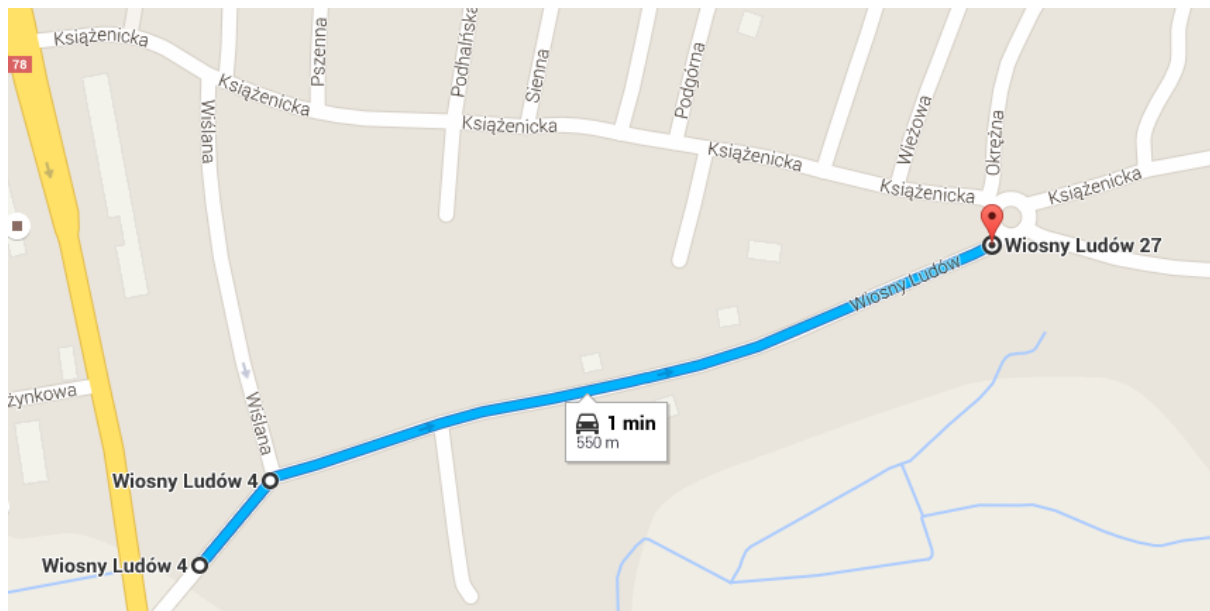 Książenicka
78
Wiślana
Książenicka
Pszenna
Podhalńska
Sienna
Książenicka
Podgórna
Książenicka
Wieżowa
Okrężna
Książenicka
Książenicka
Wiosny Ludów 27
Wiosny Ludów
żynkowa
Wiślana
1 min
550 m
Wiosny Ludów 4
Wiosny Ludów 4